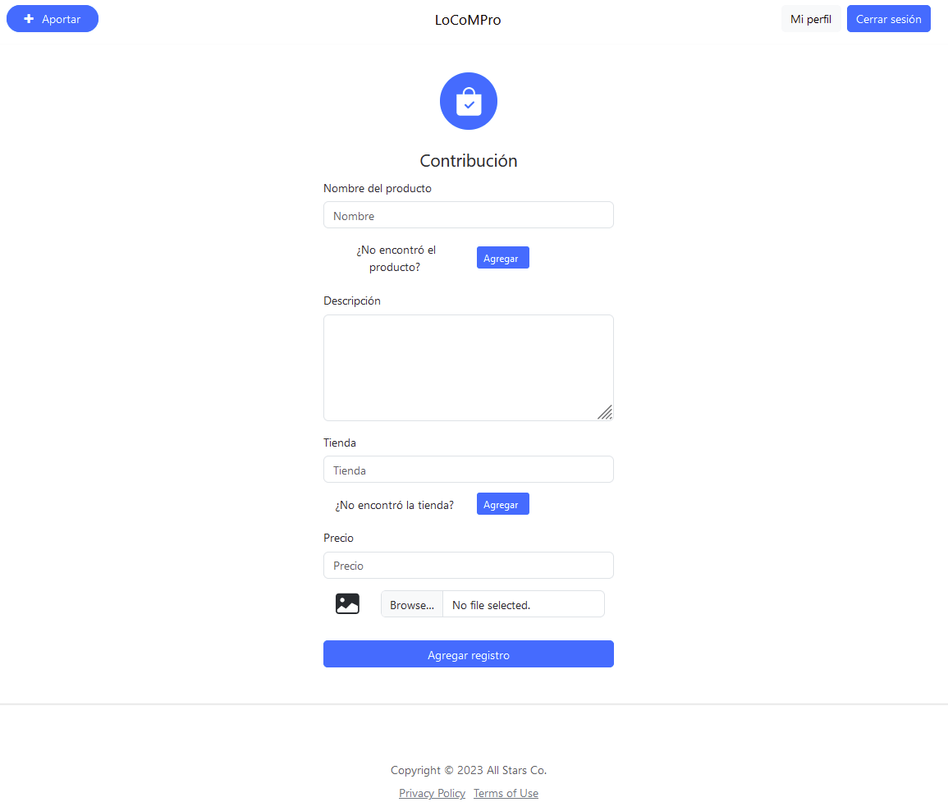 Aportar
LoCoMPro
Mi perfil
Cerrar sesión
Contribución
Nombre del producto
Nombre
¿No encontró el
producto?
Agregar
Descripción
Tienda
Tienda
¿No encontró la tienda?
Agregar
Precio
Precio
Browse...
No file selected.
Agregar registro
Copyright © 2023 All Stars Co.
Privacy Policy Terms of Use